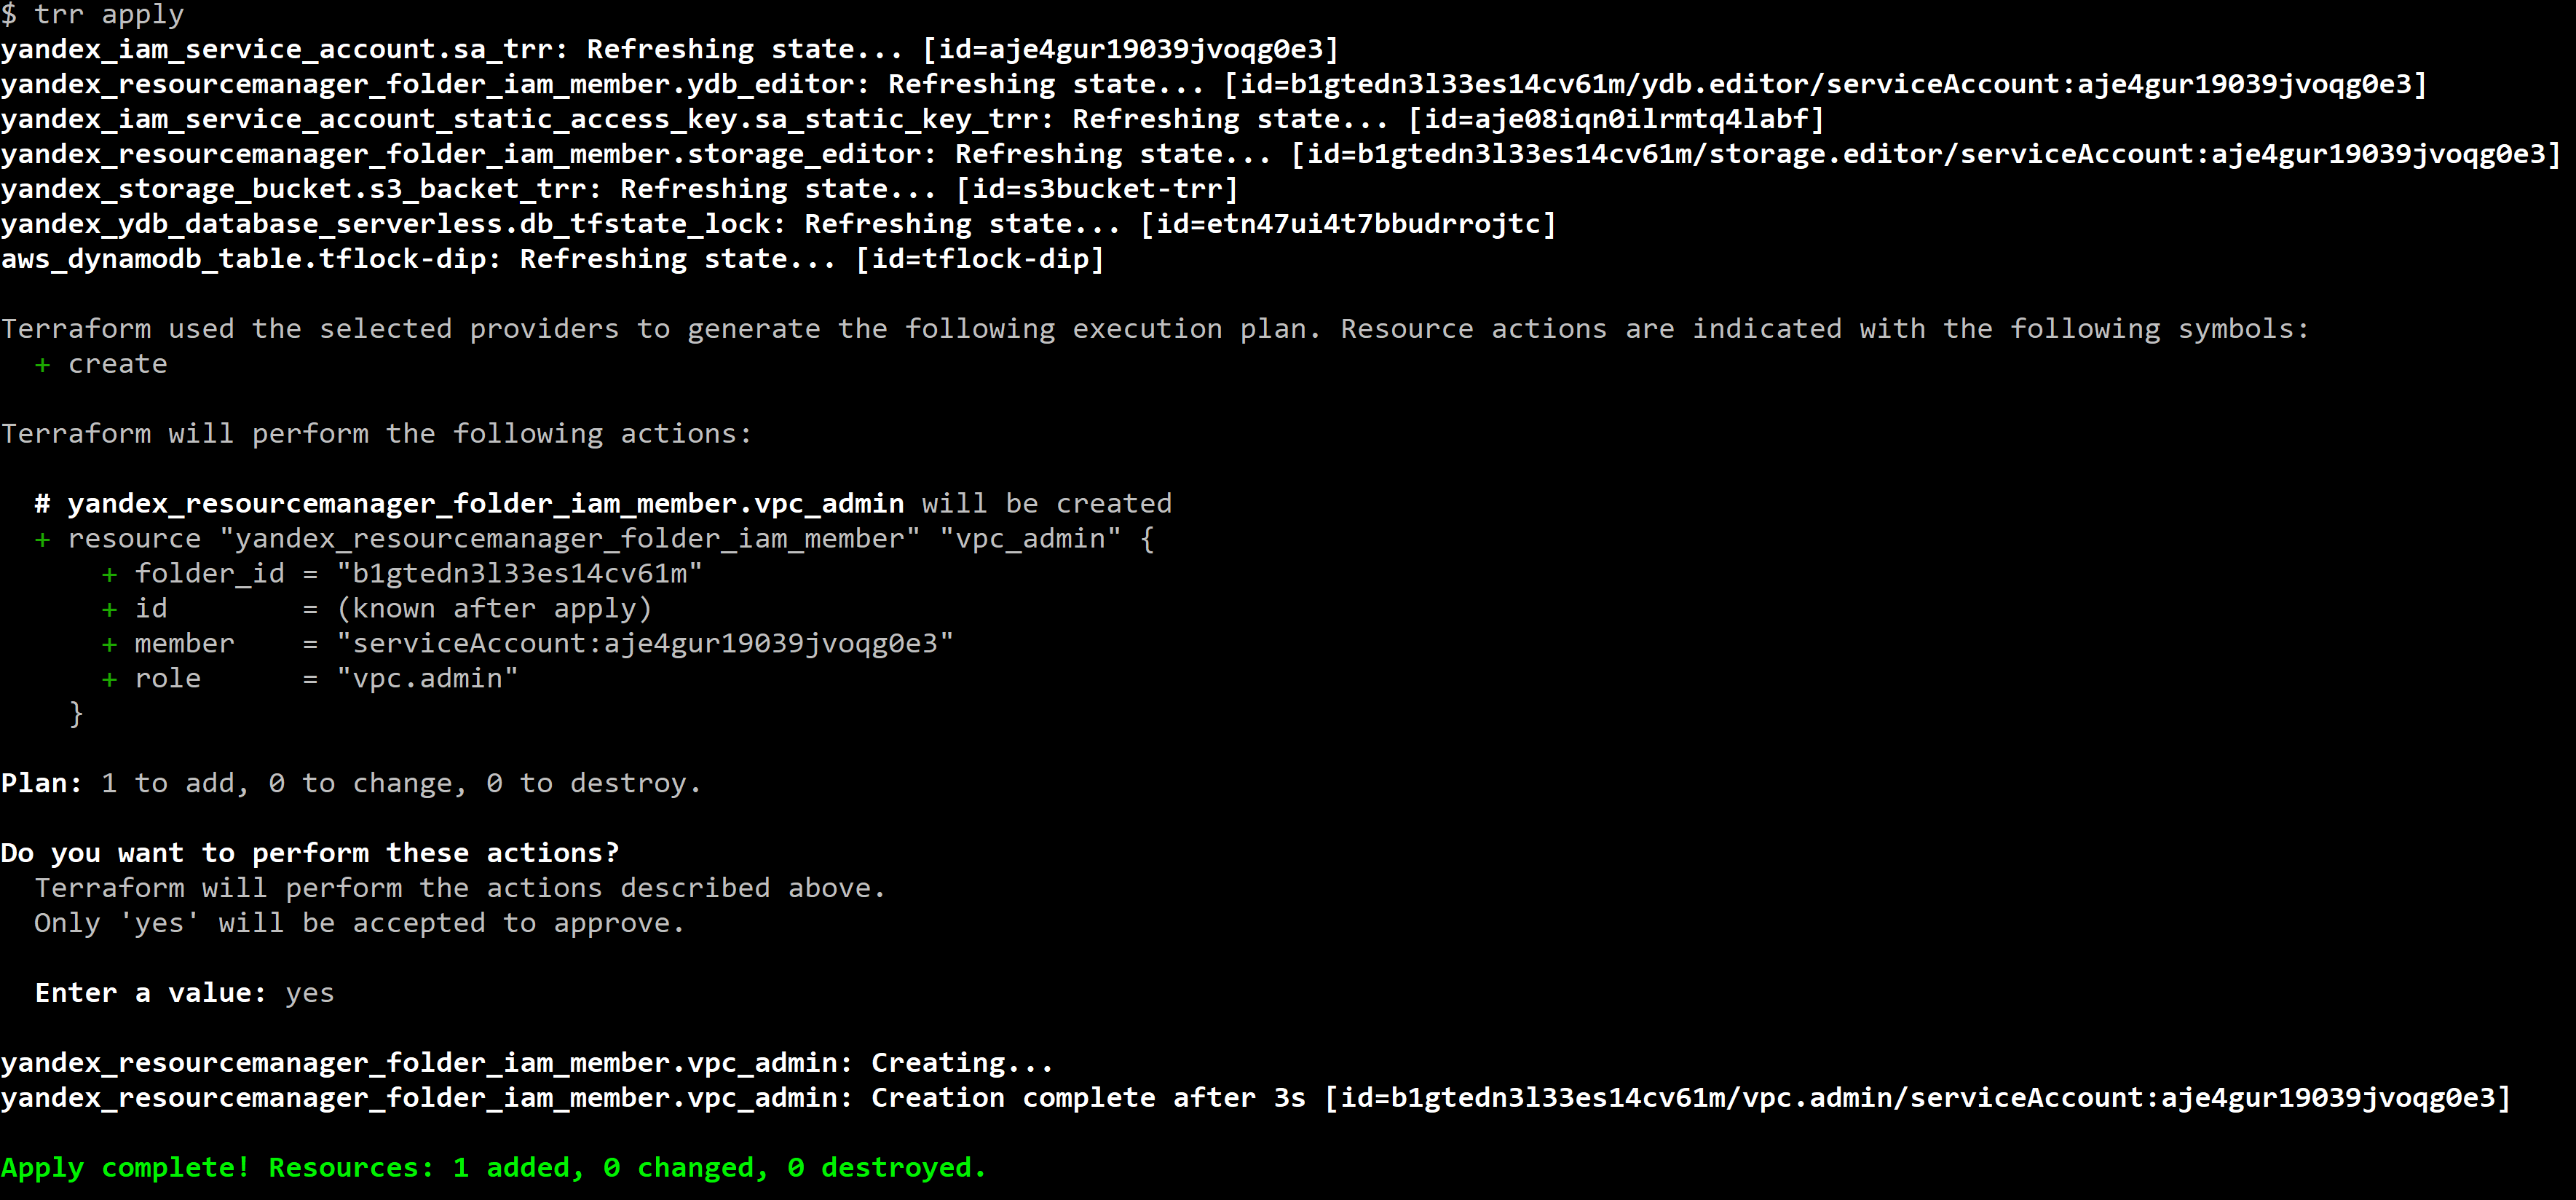 $ trr apply
yandex_iam_service_account.sa_trr: Refreshing state... [id=aje4gur19039jvoqg0e3]
yandex_resourcemanager_folder_iam_member.ydb_editor: Refreshing state... [id=b1gtedn3l33es14cv61m/ydb.editor/serviceAccount:aje4gur19039jvoqg0e3]
yandex_iam_service_account_static_access_key.sa_static_key_trr: Refreshing state... [id=aje08iqn0ilrmtq4labf]
yandex_resourcemanager_folder_iam_member.storage_editor: Refreshing state... [id=b1gtedn3l33es14cv61m/storage.editor/serviceAccount:aje4gur19039jvoqg0e3]
yandex_storage_bucket.s3_backet_trr: Refreshing state... [id=s3bucket-trr]
yandex_ydb_database_serverless.db_tfstate_lock: Refreshing state... [id=etn47ui4t7bbudrrojtc]
aws_dynamodb_table.tflock-dip: Refreshing state... [id=tflock-dip]

Terraform used the selected providers to generate the following execution plan. Resource actions are indicated with the following symbols:
  + create

Terraform will perform the following actions:

  # yandex_resourcemanager_folder_iam_member.vpc_admin will be created
  + resource "yandex_resourcemanager_folder_iam_member" "vpc_admin" {
      + folder_id = "b1gtedn3l33es14cv61m"
      + id        = (known after apply)
      + member    = "serviceAccount:aje4gur19039jvoqg0e3"
      + role      = "vpc.admin"
    }

Plan: 1 to add, 0 to change, 0 to destroy.

Do you want to perform these actions?
  Terraform will perform the actions described above.
  Only 'yes' will be accepted to approve.

  Enter a value: yes

yandex_resourcemanager_folder_iam_member.vpc_admin: Creating...
yandex_resourcemanager_folder_iam_member.vpc_admin: Creation complete after 3s [id=b1gtedn3l33es14cv61m/vpc.admin/serviceAccount:aje4gur19039jvoqg0e3]

Apply complete! Resources: 1 added, 0 changed, 0 destroyed.